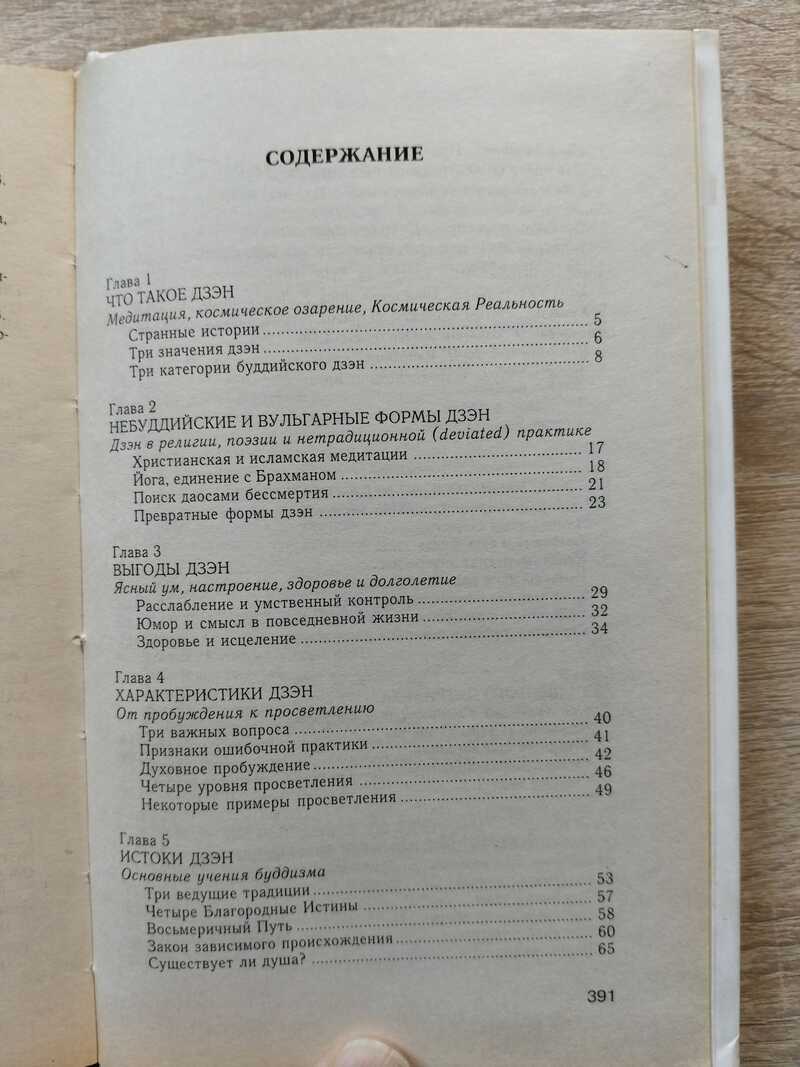 СОДЕРЖАНИЕ
Глава 1
ЧТО ТАКОЕ ДЗЭН
Медитация, космическое озарение, Космическая Реальность
Странные истории 5
Три значения дзэн 6
Три категории буддийского дзэн 8
Глава 2
НЕБУДДИЙСКИЕ И ВУЛЬГАРНЫЕ ФОРМЫ ДЗЭН
Дзэн в религии, поэзии и нетрадиционной (deviated) практике
Христианская и исламская медитации 17
Йога, единение с Брахманом 18
Поиск даосами бессмертия 21
Превратные формы дзэн 23
Глава 3
ВЫГОДЫ ДЗЭН
Ясный ум, настроение, здоровье и долголетие
Расслабление и умственный контроль 29
Юмор и смысл в повседневной жизни 32
Здоровье и исцеление 34
Глава 4
ХАРАКТЕРИСТИКИ ДЗЭН
От пробуждения к просветлению
Три важных вопроса 40
Признаки ошибочной практики 41
Духовное пробуждение 42
Четыре уровня просветления 46
Некоторые примеры просветления 49
Глава 5
ИСТОКИ ДЗЭН
Основные учения буддизма
Три ведущие традиции 53
Четыре Благородные Истины 57
Восьмеричный Путь 58
Закон зависимого происхождения 60
Существует ли душа? 65
391